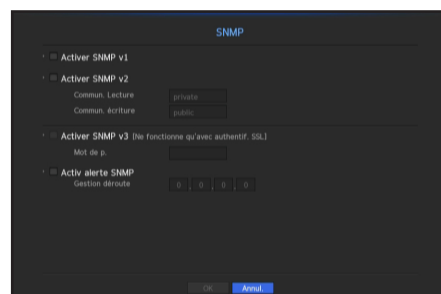 SNMP
Activer SNMP v1
Activer SNMP v2
Commun. Lecture private
Commun. écriture public
Activer SNMP v3 (Ne fonctionne qu'avec authentif. SSL)
Mot de p.
Activ alerte SNMP
Gestion déroute 0 . 0 . 0 . 0
OK Annul.